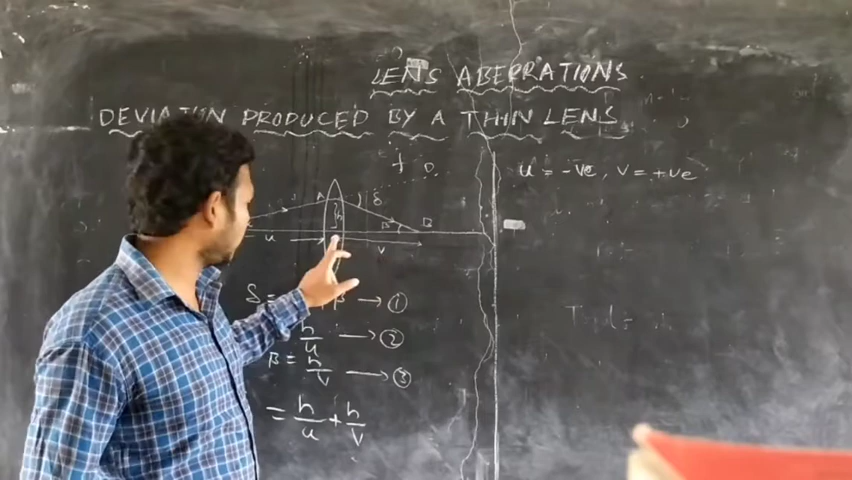 LENS ABERRATIONS
DEVIATION PRODUCED BY A THIN LENS
u = -ve, v = +ve
A h δ
β B
u v
δ = β → ①
h/u → ②
β = h/v → ③
= h/u + h/v